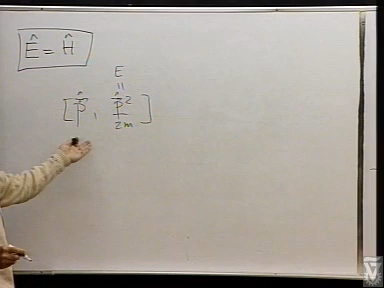 Ê = Ĥ
E
||
[p̂, p̂²/2m]